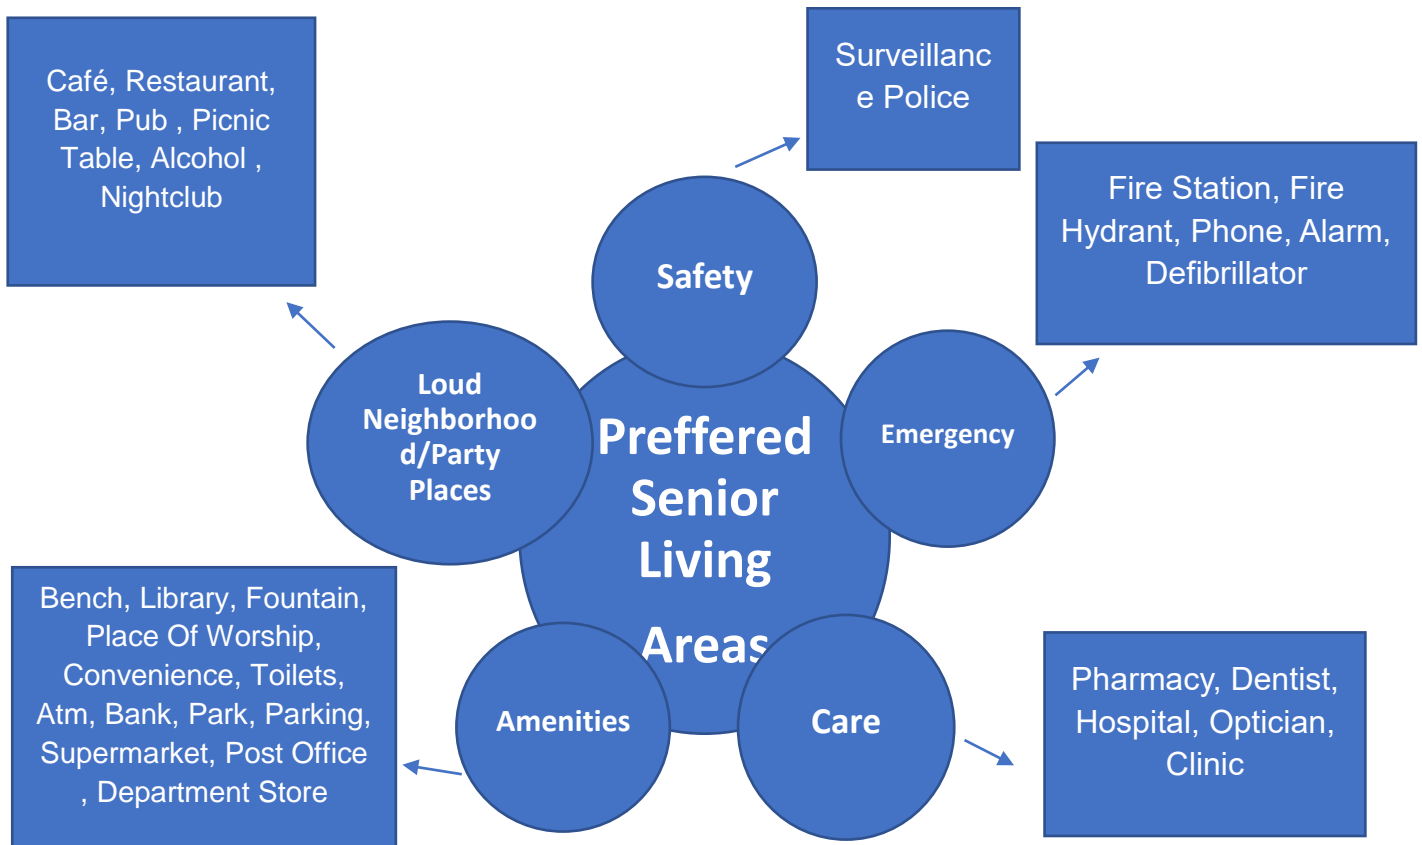 Café, Restaurant,
Bar, Pub , Picnic
Table, Alcohol ,
Nightclub
Surveillanc
e Police
Fire Station, Fire
Hydrant, Phone, Alarm,
Defibrillator
Safety
Loud
Neighborhoo
d/Party
Places
Emergency
Preffered
Senior
Living
Areas
Bench, Library, Fountain,
Place Of Worship,
Convenience, Toilets,
Atm, Bank, Park, Parking,
Supermarket, Post Office
, Department Store
Amenities
Care
Pharmacy, Dentist,
Hospital, Optician,
Clinic